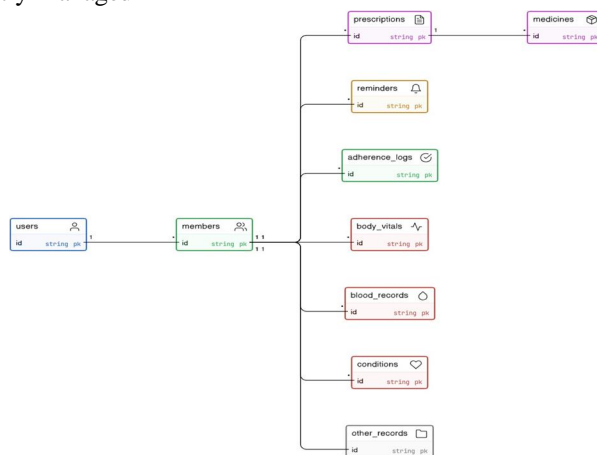 prescriptions
* id string pk 1
medicines
* id string pk
reminders
* id string pk
adherence_logs
* id string pk
users
id string pk 1
members
* id string pk
1 1
1 1
body_vitals
* id string pk
blood_records
* id string pk
conditions
* id string pk
other_records
id string pk